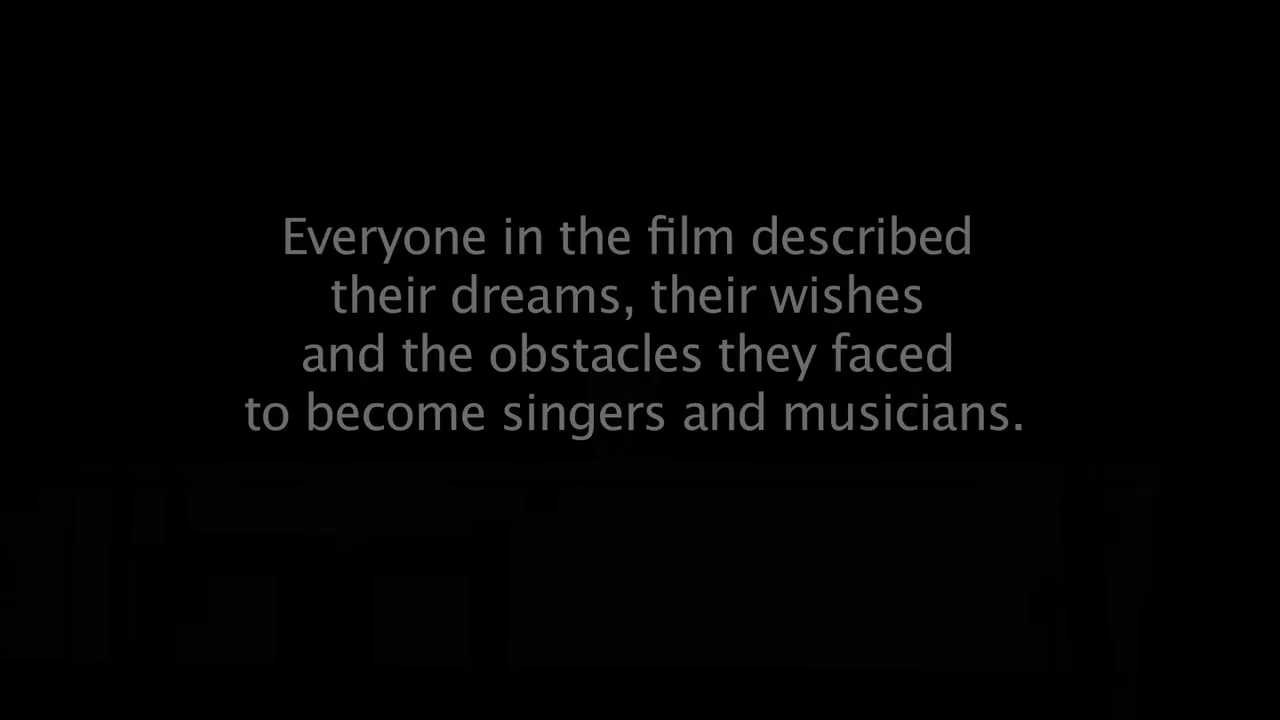 Everyone in the film described
their dreams, their wishes
and the obstacles they faced
to become singers and musicians.